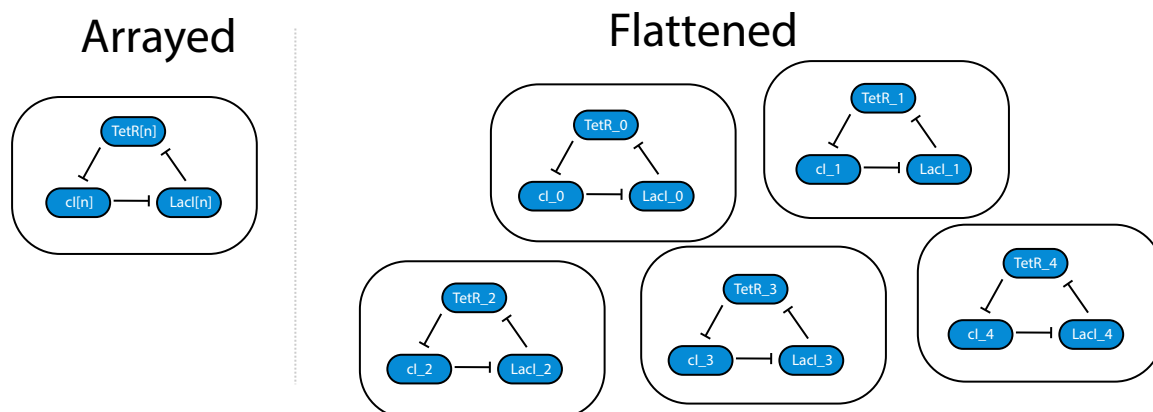 Arrayed
Flattened
TetR[n]
cI[n]
LacI[n]
TetR_0
cI_0
LacI_0
TetR_1
cI_1
LacI_1
TetR_2
cI_2
LacI_2
TetR_3
cI_3
LacI_3
TetR_4
cI_4
LacI_4